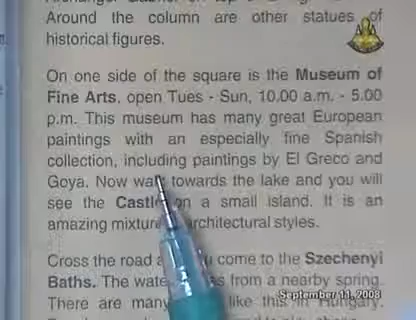 Around the column are other statues of
historical figures.
On one side of the square is the Museum of
Fine Arts, open Tues - Sun, 10.00 a.m. - 5.00
p.m. This museum has many great European
paintings with an especially fine Spanish
collection, including paintings by El Greco and
Goya. Now walk towards the lake and you will
see the Castle on a small island. It is an
amazing architectural styles.
Cross the road come to the Szechenyi
Baths. The from a nearby spring.
There are many like this in Hungary.
September 11, 2008